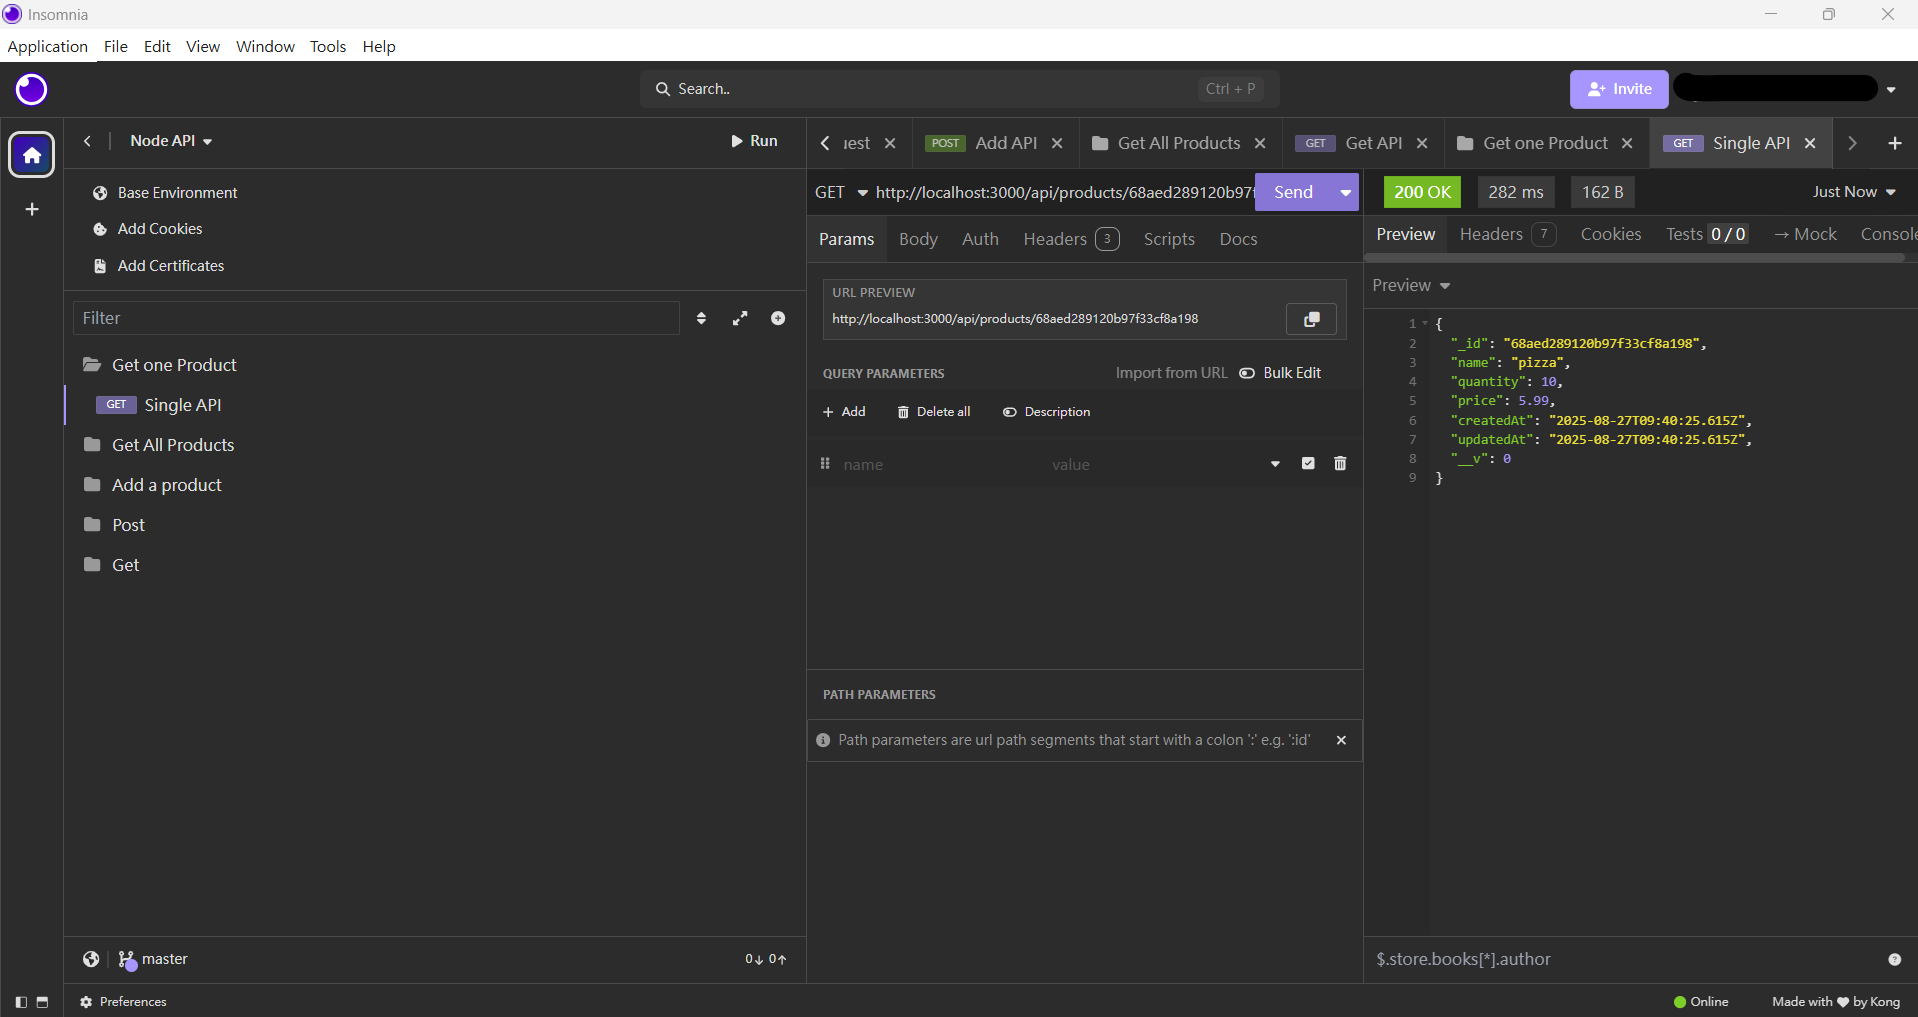 Insomnia
Application File Edit View Window Tools Help
Search.. Ctrl + P
Invite
Node API
Run
Base Environment
Add Cookies
Add Certificates
Filter
Get one Product
GET Single API
Get All Products
Add a product
Post
Get
master
0↓ 0↑
Preferences
uest × POST Add API × Get All Products × GET Get API × Get one Product × GET Single API ×
GET http://localhost:3000/api/products/68aed289120b97f
Send
Params Body Auth Headers 3 Scripts Docs
URL PREVIEW
http://localhost:3000/api/products/68aed289120b97f33cf8a198
QUERY PARAMETERS Import from URL Bulk Edit
+ Add Delete all Description
name value
PATH PARAMETERS
Path parameters are url path segments that start with a colon ':' e.g. ':id'
200 OK 282 ms 162 B Just Now
Preview Headers 7 Cookies Tests 0 / 0 → Mock Console
Preview
1 {
2 "_id": "68aed289120b97f33cf8a198",
3 "name": "pizza",
4 "quantity": 10,
5 "price": 5.99,
6 "createdAt": "2025-08-27T09:40:25.615Z",
7 "updatedAt": "2025-08-27T09:40:25.615Z",
8 "__v": 0
9 }
$.store.books[*].author
Online Made with ♥ by Kong